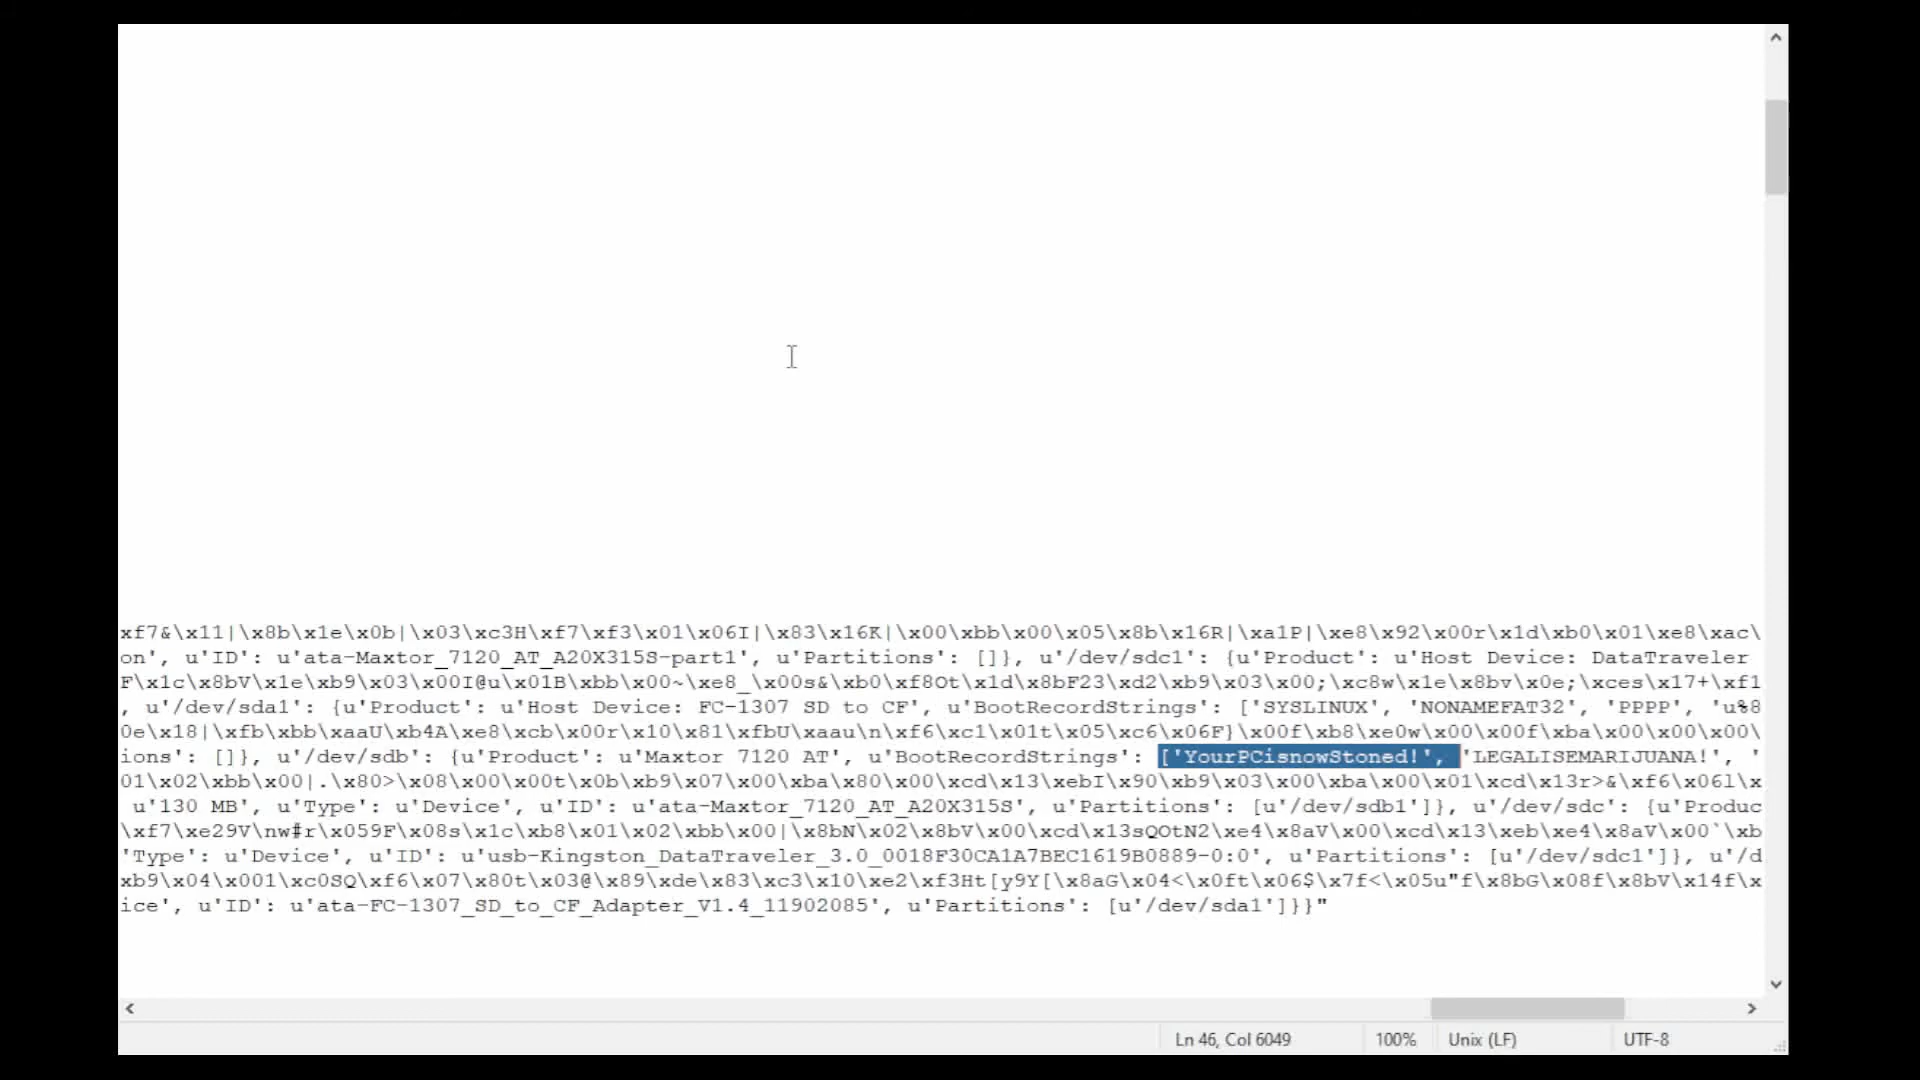 xf7&\x11|\x8b\x1e\x0b|\x03\xc3H\xf7\xf3\x01\x06I|\x83\x16K|\x00\xbb\x00\x05\x8b\x16R|\xa1P|\xe8\x92\x00r\x1d\xb0\x01\xe8\xac\
on', u'ID': u'ata-Maxtor_7120_AT_A20X315S-part1', u'Partitions': []}, u'/dev/sdc1': {u'Product': u'Host Device: DataTraveler
F\x1c\x8bV\x1e\xb9\x03\x00I@u\x01B\xbb\x00~\xe8_\x00s&\xb0\xf8Ot\x1d\x8bF23\xd2\xb9\x03\x00;\xc8w\x1e\x8bv\x0e;\xces\x17+\xf1
, u'/dev/sda1': {u'Product': u'Host Device: FC-1307 SD to CF', u'BootRecordStrings': ['SYSLINUX', 'NONAMEFAT32', 'PPPP', 'u%8
0e\x18|\xfb\xbb\xaaU\xb4A\xe8\xcb\x00r\x10\x81\xfbU\xaau\n\xf6\xc1\x01t\x05\xc6\x06F}\x00f\xb8\xe0w\x00\x00f\xba\x00\x00\x00\
ions': []}, u'/dev/sdb': {u'Product': u'Maxtor 7120 AT', u'BootRecordStrings': ['YourPCisnowStoned!', 'LEGALISEMARIJUANA!', '
01\x02\xbb\x00|.\x80>\x08\x00\x00t\x0b\xb9\x07\x00\xba\x80\x00\xcd\x13\xebI\x90\xb9\x03\x00\xba\x00\x01\xcd\x13r>&\xf6\x06l\x
u'130 MB', u'Type': u'Device', u'ID': u'ata-Maxtor_7120_AT_A20X315S', u'Partitions': [u'/dev/sdb1']}, u'/dev/sdc': {u'Produc
\xf7\xe29V\nw#r\x059F\x08s\x1c\xb8\x01\x02\xbb\x00|\x8bN\x02\x8bV\x00\xcd\x13sQOtN2\xe4\x8aV\x00\xcd\x13\xeb\xe4\x8aV\x00`\xb
'Type': u'Device', u'ID': u'usb-Kingston_DataTraveler_3.0_0018F30CA1A7BEC1619B0889-0:0', u'Partitions': [u'/dev/sdc1']}, u'/d
xb9\x04\x001\xc0SQ\xf6\x07\x80t\x03@\x89\xde\x83\xc3\x10\xe2\xf3Ht[y9Y[\x8aG\x04<\x0ft\x06$\x7f<\x05u"f\x8bG\x08f\x8bV\x14f\x
ice', u'ID': u'ata-FC-1307_SD_to_CF_Adapter_V1.4_11902085', u'Partitions': [u'/dev/sda1']}}"
Ln 46, Col 6049
100%
Unix (LF)
UTF-8